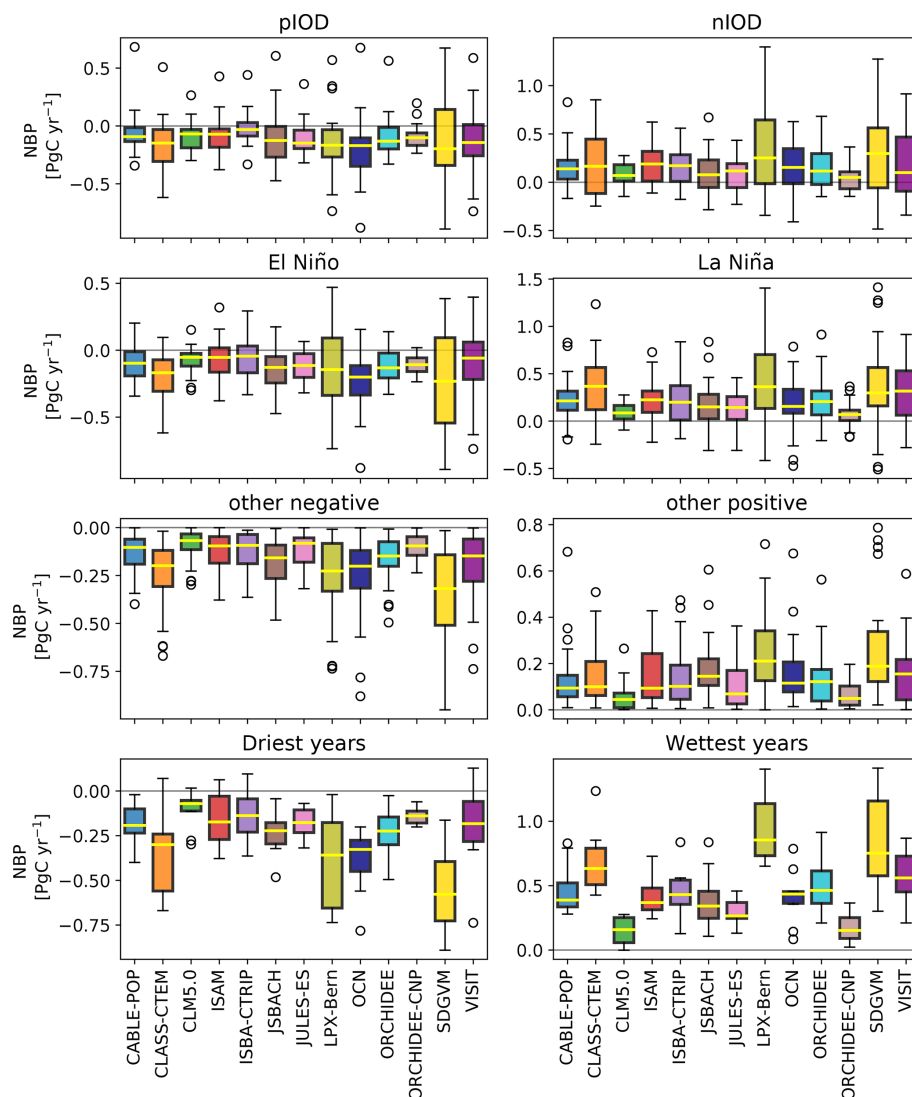 pIOD
nIOD
NBP
[PgC yr⁻¹]
0.5
0.0
−0.5
1.0
0.5
0.0
−0.5
El Niño
La Niña
NBP
[PgC yr⁻¹]
0.5
0.0
−0.5
1.5
1.0
0.5
0.0
−0.5
other negative
other positive
NBP
[PgC yr⁻¹]
0.00
−0.25
−0.50
−0.75
0.8
0.6
0.4
0.2
0.0
Driest years
Wettest years
NBP
[PgC yr⁻¹]
0.00
−0.25
−0.50
−0.75
1.0
0.5
0.0
CABLE-POP
CLASS-CTEM
CLM5.0
ISAM
ISBA-CTRIP
JSBACH
JULES-ES
LPX-Bern
OCN
ORCHIDEE
ORCHIDEE-CNP
SDGVM
VISIT
CABLE-POP
CLASS-CTEM
CLM5.0
ISAM
ISBA-CTRIP
JSBACH
JULES-ES
LPX-Bern
OCN
ORCHIDEE
ORCHIDEE-CNP
SDGVM
VISIT